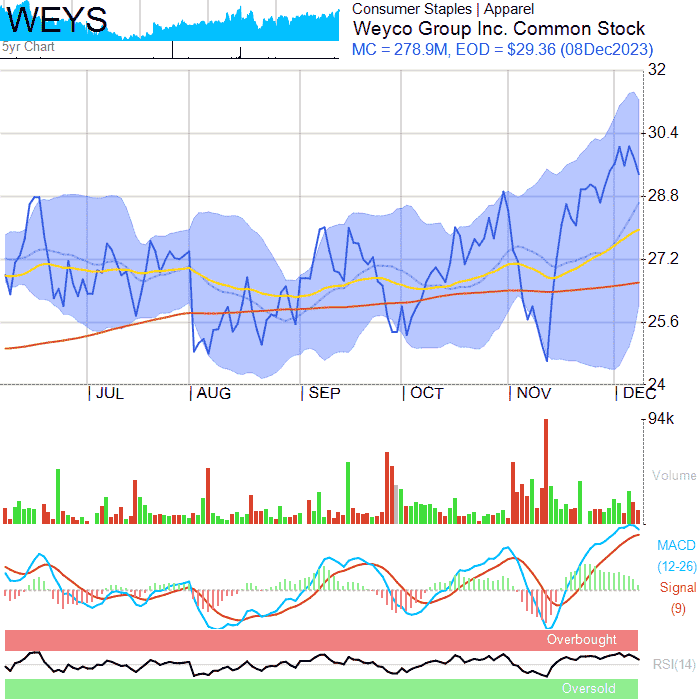 WEYS
5yr Chart
Consumer Staples | Apparel
Weyco Group Inc. Common Stock
MC = 278.9M, EOD = $29.36 (08Dec2023)
32
30.4
28.8
27.2
25.6
24
JUL AUG SEP OCT NOV DEC
94k
Volume
MACD
(12-26)
Signal
(9)
Overbought
RSI(14)
Oversold